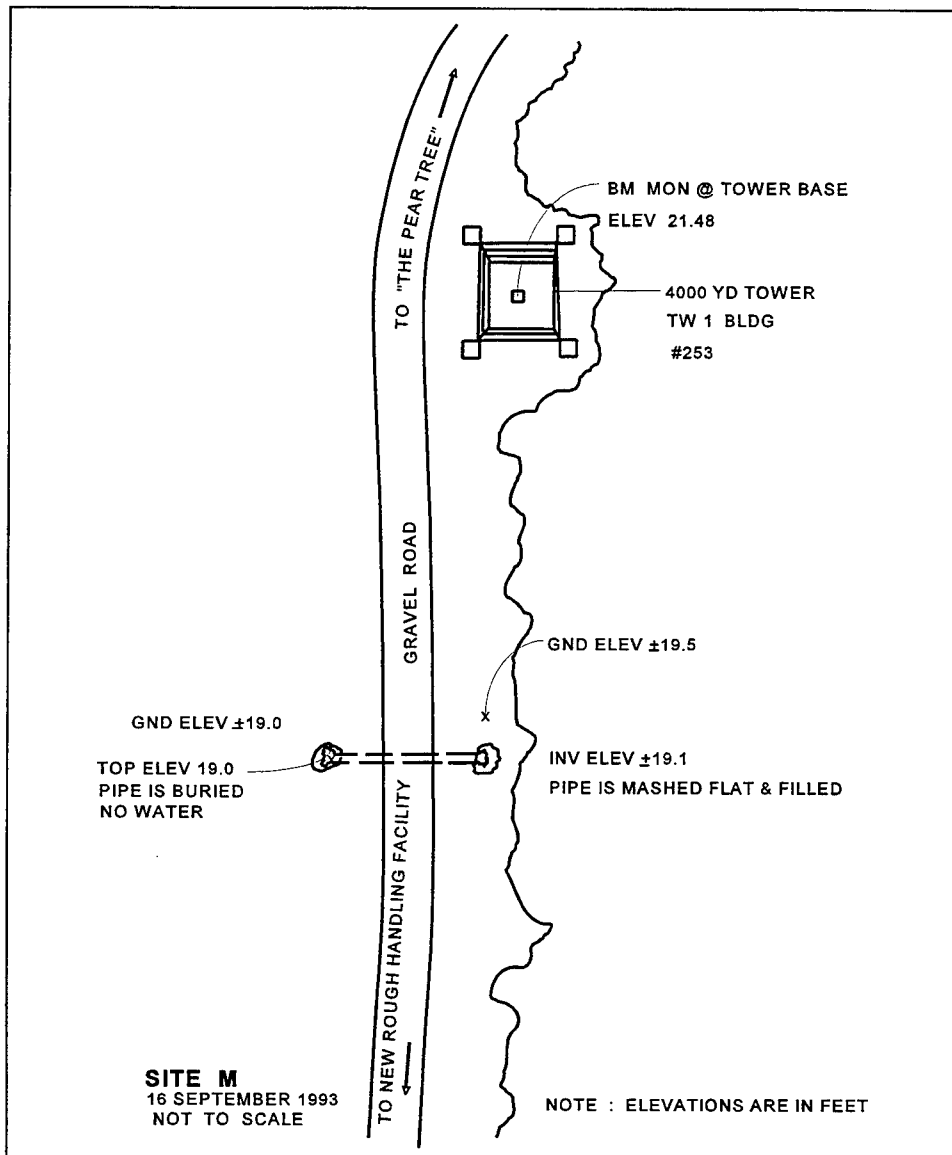 TO "THE PEAR TREE"
BM MON @ TOWER BASE
ELEV 21.48
4000 YD TOWER
TW 1 BLDG
#253
GRAVEL ROAD
GND ELEV ±19.5
GND ELEV ±19.0
TOP ELEV 19.0
PIPE IS BURIED
NO WATER
x
INV ELEV ±19.1
PIPE IS MASHED FLAT & FILLED
TO NEW ROUGH HANDLING FACILITY
SITE M
16 SEPTEMBER 1993
NOT TO SCALE
NOTE : ELEVATIONS ARE IN FEET